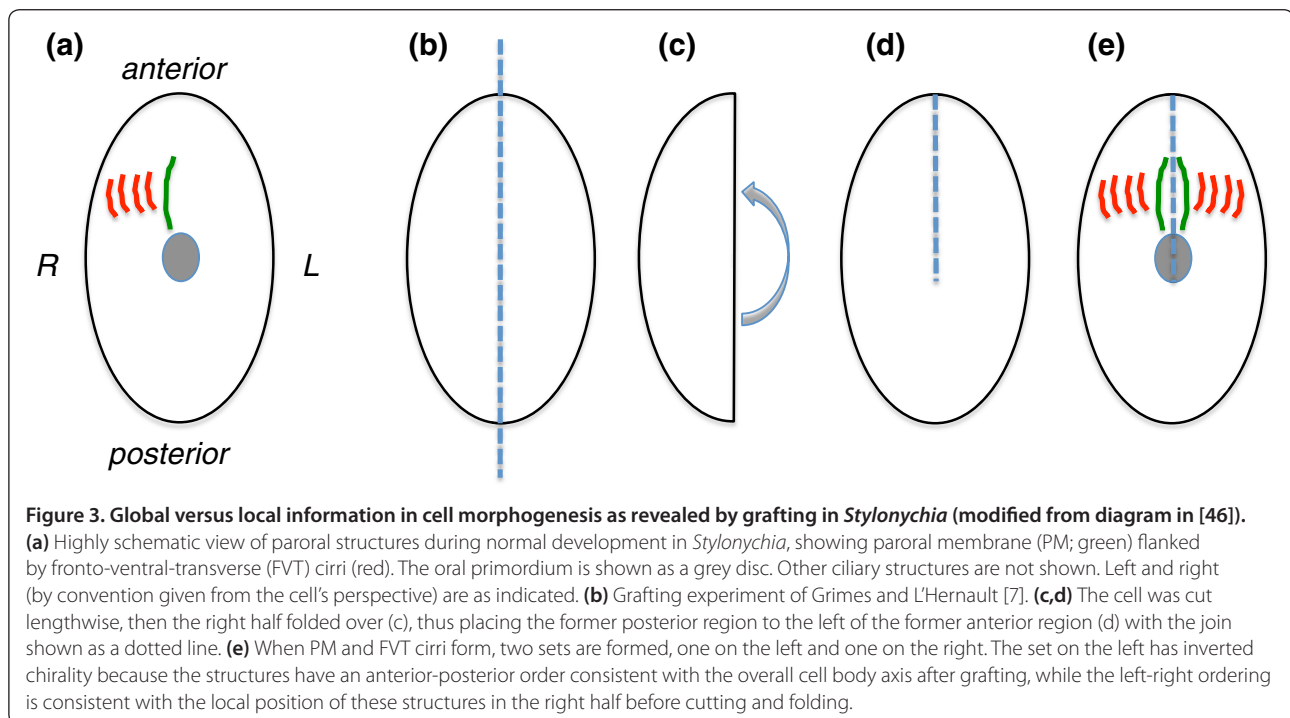 (a) (b) (c) (d) (e)
anterior
R L
posterior
Figure 3. Global versus local information in cell morphogenesis as revealed by grafting in Stylonychia (modified from diagram in [46]).
(a) Highly schematic view of paroral structures during normal development in Stylonychia, showing paroral membrane (PM; green) flanked
by fronto-ventral-transverse (FVT) cirri (red). The oral primordium is shown as a grey disc. Other ciliary structures are not shown. Left and right
(by convention given from the cell's perspective) are as indicated. (b) Grafting experiment of Grimes and L'Hernault [7]. (c,d) The cell was cut
lengthwise, then the right half folded over (c), thus placing the former posterior region to the left of the former anterior region (d) with the join
shown as a dotted line. (e) When PM and FVT cirri form, two sets are formed, one on the left and one on the right. The set on the left has inverted
chirality because the structures have an anterior-posterior order consistent with the overall cell body axis after grafting, while the left-right ordering
is consistent with the local position of these structures in the right half before cutting and folding.